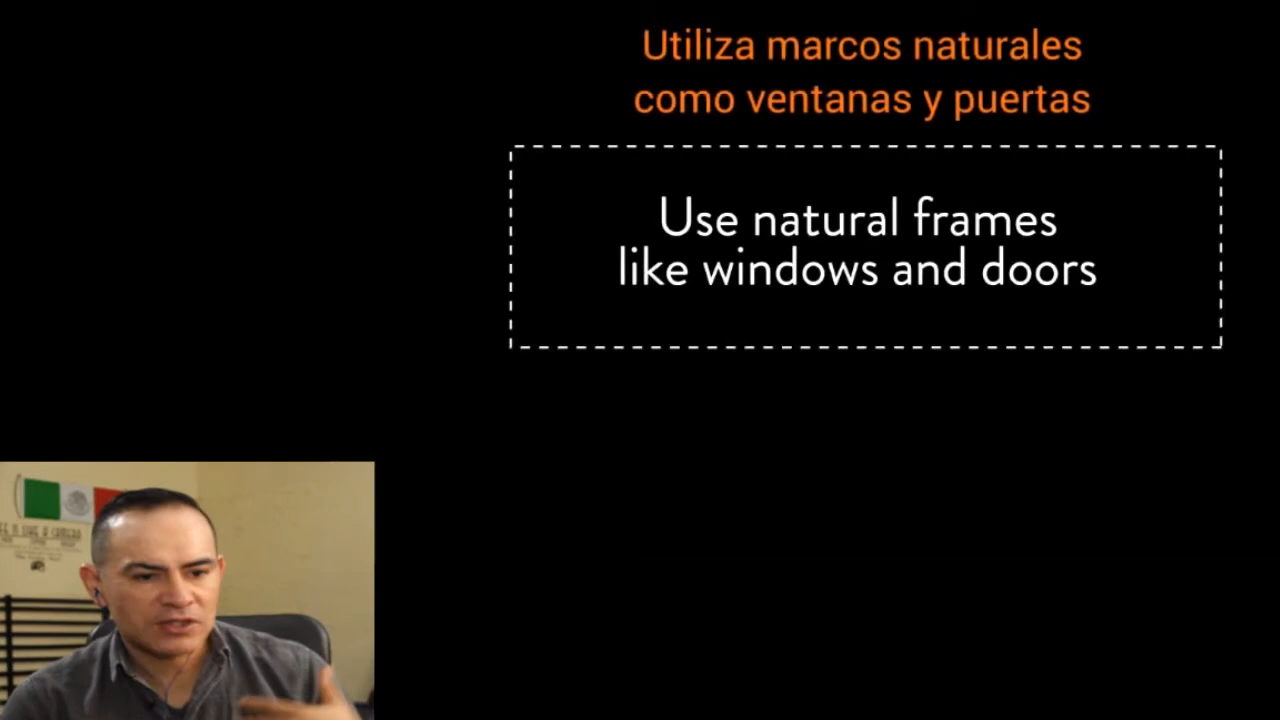 Utiliza marcos naturales
como ventanas y puertas
Use natural frames
like windows and doors